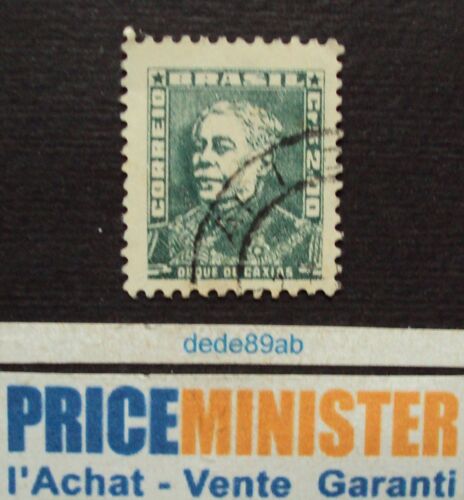 BRASIL
CORREIO
Cr$ 2,00
DUQUE DE CAXIAS
dede89ab
PRICEMINISTER
l'Achat - Vente Garanti